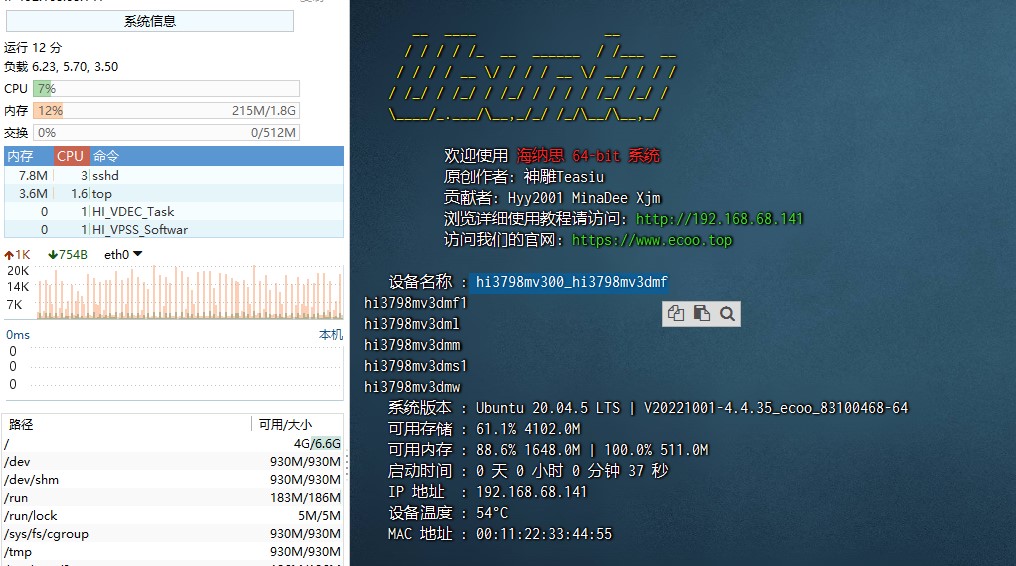 系统信息
运行 12 分
负载 6.23, 5.70, 3.50
CPU 7%
内存 12% 215M/1.8G
交换 0% 0/512M
内存 CPU 命令
7.8M 3 sshd
3.6M 1.6 top
0 1 HI_VDEC_Task
0 1 HI_VPSS_Softwar
1K 754B eth0
20K
14K
7K
0ms 本机
0
0
0
路径 可用/大小
/ 4G/6.6G
/dev 930M/930M
/dev/shm 930M/930M
/run 183M/186M
/run/lock 5M/5M
/sys/fs/cgroup 930M/930M
/tmp 930M/930M
欢迎使用 海纳思 64-bit 系统
原创作者: 神雕Teasiu
贡献者: Hyy2001 MinaDee Xjm
浏览详细使用教程请访问: http://192.168.68.141
访问我们的官网: https://www.ecoo.top
设备名称 : hi3798mv300_hi3798mv3dmf
hi3798mv3dmf1
hi3798mv3dml
hi3798mv3dmm
hi3798mv3dms1
hi3798mv3dmw
系统版本 : Ubuntu 20.04.5 LTS | V20221001-4.4.35_ecoo_83100468-64
可用存储 : 61.1% 4102.0M
可用内存 : 88.6% 1648.0M | 100.0% 511.0M
启动时间 : 0 天 0 小时 0 分钟 37 秒
IP 地址 : 192.168.68.141
设备温度 : 54°C
MAC 地址 : 00:11:22:33:44:55